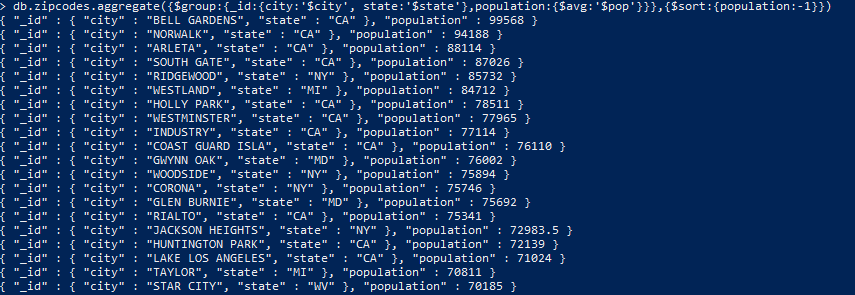 > db.zipcodes.aggregate({$group:{_id:{city:'$city', state:'$state'},population:{$avg:'$pop'}}},{$sort:{population:-1}})
{ "_id" : { "city" : "BELL GARDENS", "state" : "CA" }, "population" : 99568 }
{ "_id" : { "city" : "NORWALK", "state" : "CA" }, "population" : 94188 }
{ "_id" : { "city" : "ARLETA", "state" : "CA" }, "population" : 88114 }
{ "_id" : { "city" : "SOUTH GATE", "state" : "CA" }, "population" : 87026 }
{ "_id" : { "city" : "RIDGEWOOD", "state" : "NY" }, "population" : 85732 }
{ "_id" : { "city" : "WESTLAND", "state" : "MI" }, "population" : 84712 }
{ "_id" : { "city" : "HOLLY PARK", "state" : "CA" }, "population" : 78511 }
{ "_id" : { "city" : "WESTMINSTER", "state" : "CA" }, "population" : 77965 }
{ "_id" : { "city" : "INDUSTRY", "state" : "CA" }, "population" : 77114 }
{ "_id" : { "city" : "COAST GUARD ISLA", "state" : "CA" }, "population" : 76110 }
{ "_id" : { "city" : "GWYNN OAK", "state" : "MD" }, "population" : 76002 }
{ "_id" : { "city" : "WOODSIDE", "state" : "NY" }, "population" : 75894 }
{ "_id" : { "city" : "CORONA", "state" : "NY" }, "population" : 75746 }
{ "_id" : { "city" : "GLEN BURNIE", "state" : "MD" }, "population" : 75692 }
{ "_id" : { "city" : "RIALTO", "state" : "CA" }, "population" : 75341 }
{ "_id" : { "city" : "JACKSON HEIGHTS", "state" : "NY" }, "population" : 72983.5 }
{ "_id" : { "city" : "HUNTINGTON PARK", "state" : "CA" }, "population" : 72139 }
{ "_id" : { "city" : "LAKE LOS ANGELES", "state" : "CA" }, "population" : 71024 }
{ "_id" : { "city" : "TAYLOR", "state" : "MI" }, "population" : 70811 }
{ "_id" : { "city" : "STAR CITY", "state" : "WV" }, "population" : 70185 }